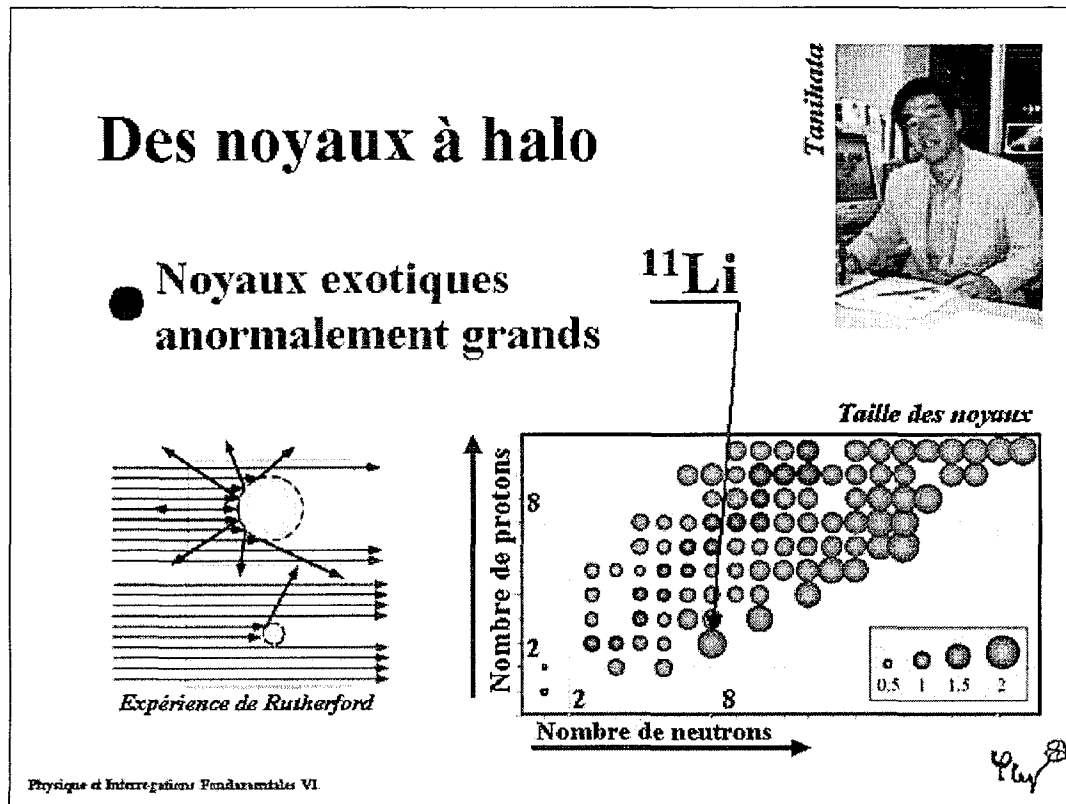 Des noyaux à halo
Tanihata
Noyaux exotiques
anormalement grands
11Li
Taille des noyaux
Nombre de protons
8
2
2
8
0.5 1 1.5 2
Nombre de neutrons
Expérience de Rutherford
Physique et Interrogations Fondamentales VI